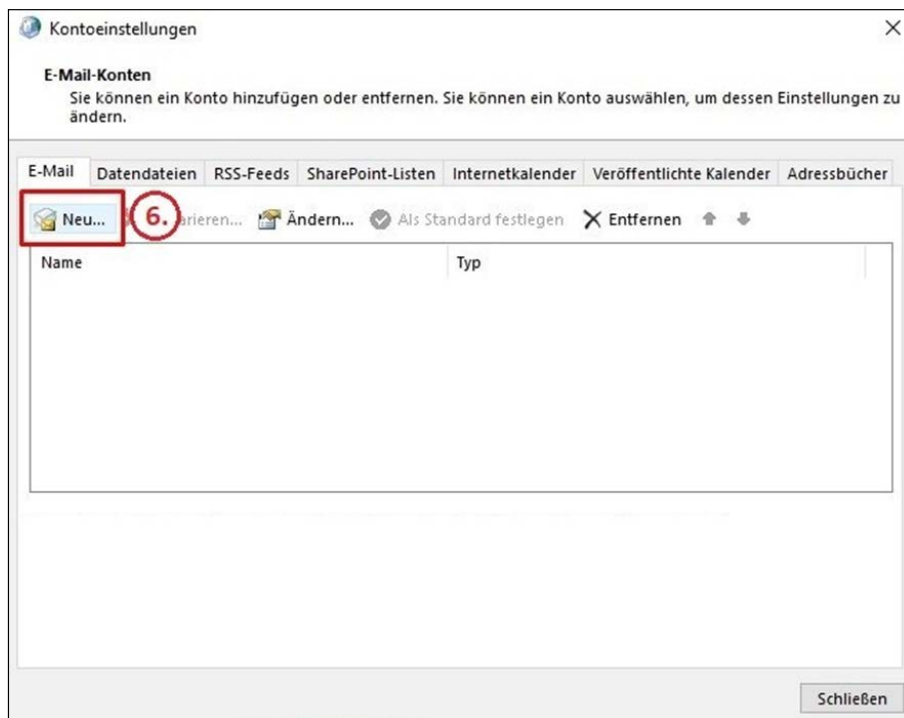 Kontoeinstellungen
E-Mail-Konten
Sie können ein Konto hinzufügen oder entfernen. Sie können ein Konto auswählen, um dessen Einstellungen zu
ändern.
E-Mail Datendateien RSS-Feeds SharePoint-Listen Internetkalender Veröffentlichte Kalender Adressbücher
Neu... 6. arieren... Ändern... Als Standard festlegen Entfernen
Name Typ
Schließen